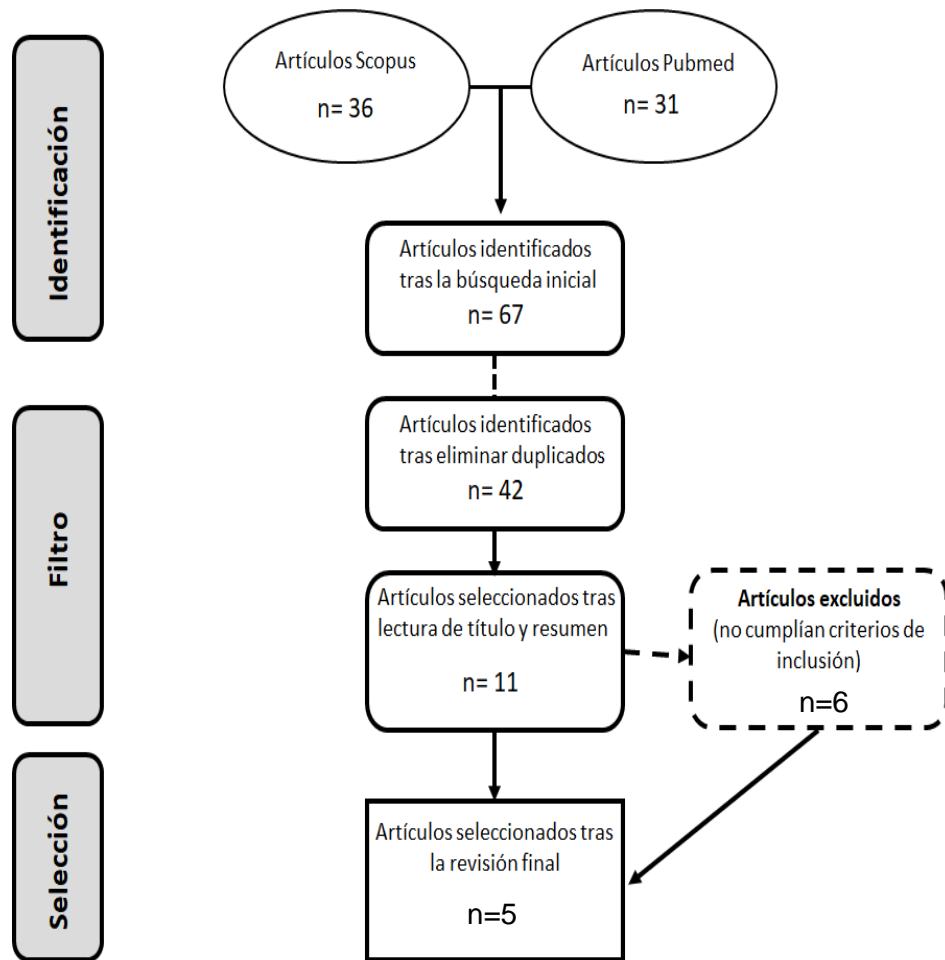 Identificación
Artículos Scopus
n= 36
Artículos Pubmed
n= 31
Artículos identificados
tras la búsqueda inicial
n= 67
Filtro
Artículos identificados
tras eliminar duplicados
n= 42
Artículos seleccionados tras
lectura de título y resumen
n= 11
Artículos excluidos
(no cumplían criterios de
inclusión)
n=6
Selección
Artículos seleccionados tras
la revisión final
n=5